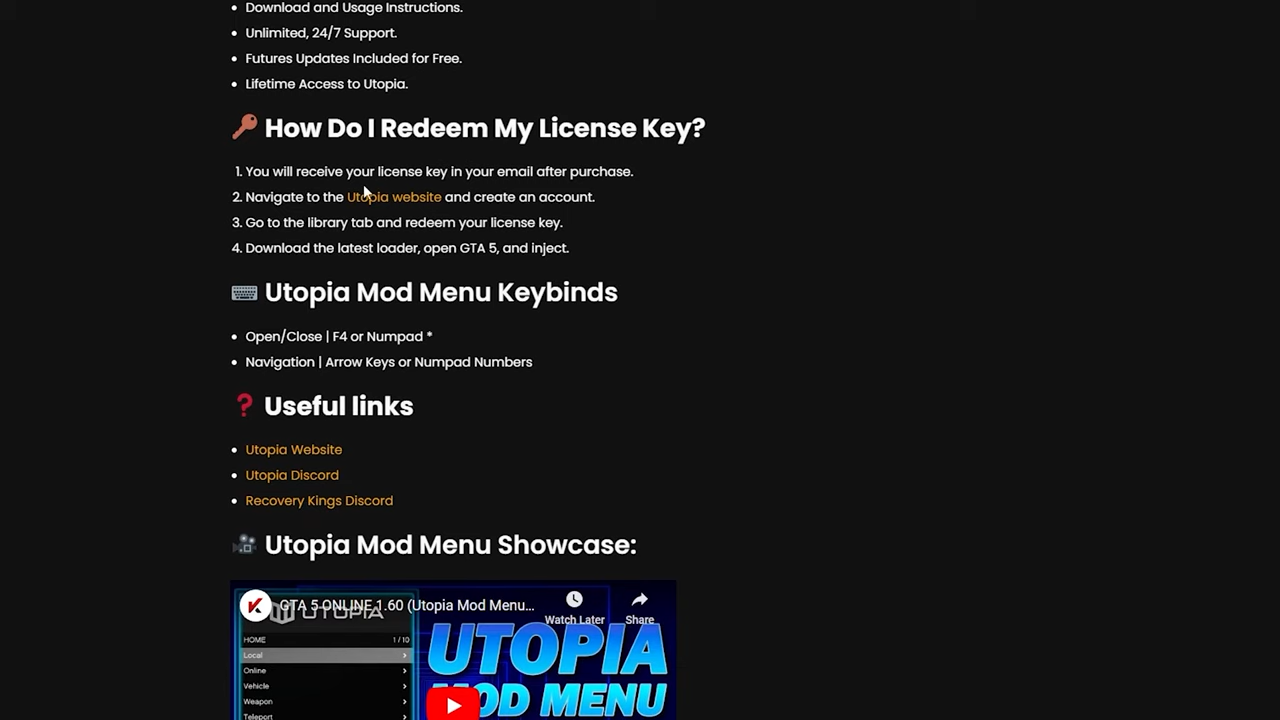 Download and Usage Instructions.
Unlimited, 24/7 Support.
Futures Updates Included for Free.
Lifetime Access to Utopia.
How Do I Redeem My License Key?
1. You will receive your license key in your email after purchase.
2. Navigate to the Utopia website and create an account.
3. Go to the library tab and redeem your license key.
4. Download the latest loader, open GTA 5, and inject.
Utopia Mod Menu Keybinds
Open/Close | F4 or Numpad *
Navigation | Arrow Keys or Numpad Numbers
Useful links
Utopia Website
Utopia Discord
Recovery Kings Discord
Utopia Mod Menu Showcase:
GTA 5 ONLINE 1.60 (Utopia Mod Menu...
Watch Later
Share
UTOPIA
HOME 1/10
Local
Online
Vehicle
Weapon
Teleport
UTOPIA
MOD MENU